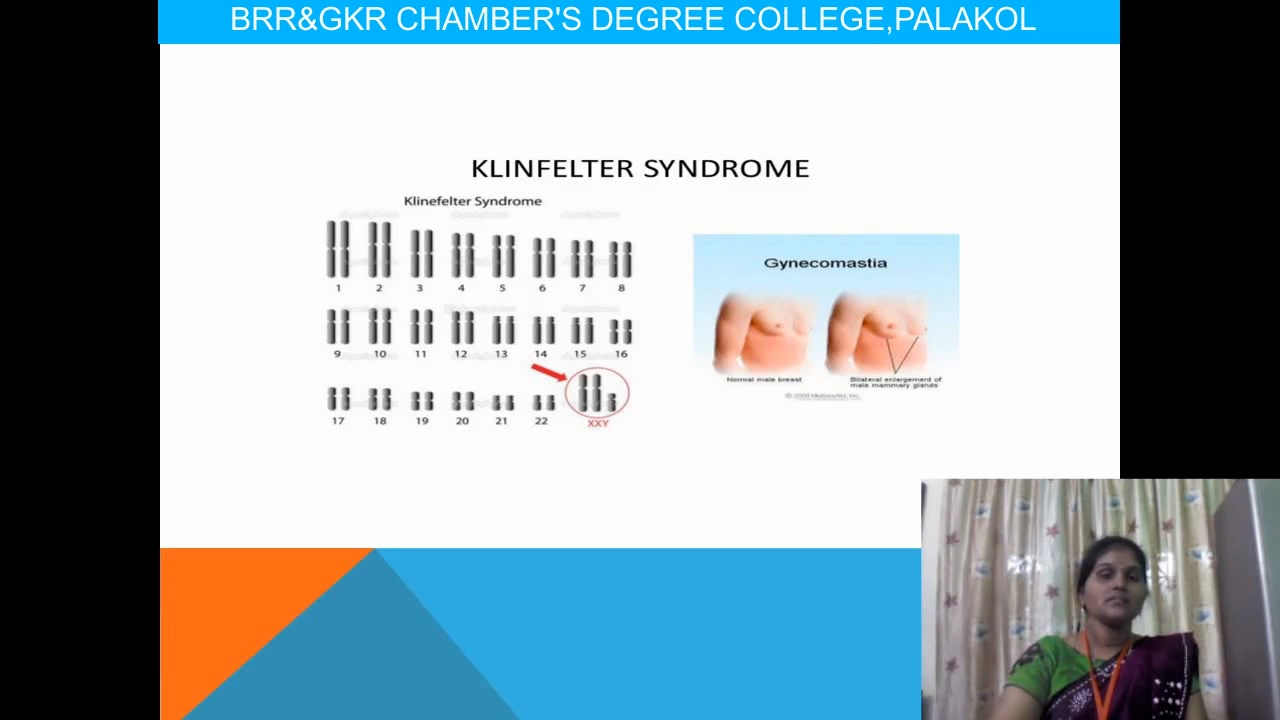 BRR&GKR CHAMBER'S DEGREE COLLEGE,PALAKOL
KLINFELTER SYNDROME
Klinefelter Syndrome
1 2 3 4 5 6 7 8
9 10 11 12 13 14 15 16
17 18 19 20 21 22 XXY
Gynecomastia
Normal male breast
Bilateral enlargement of
male mammary glands